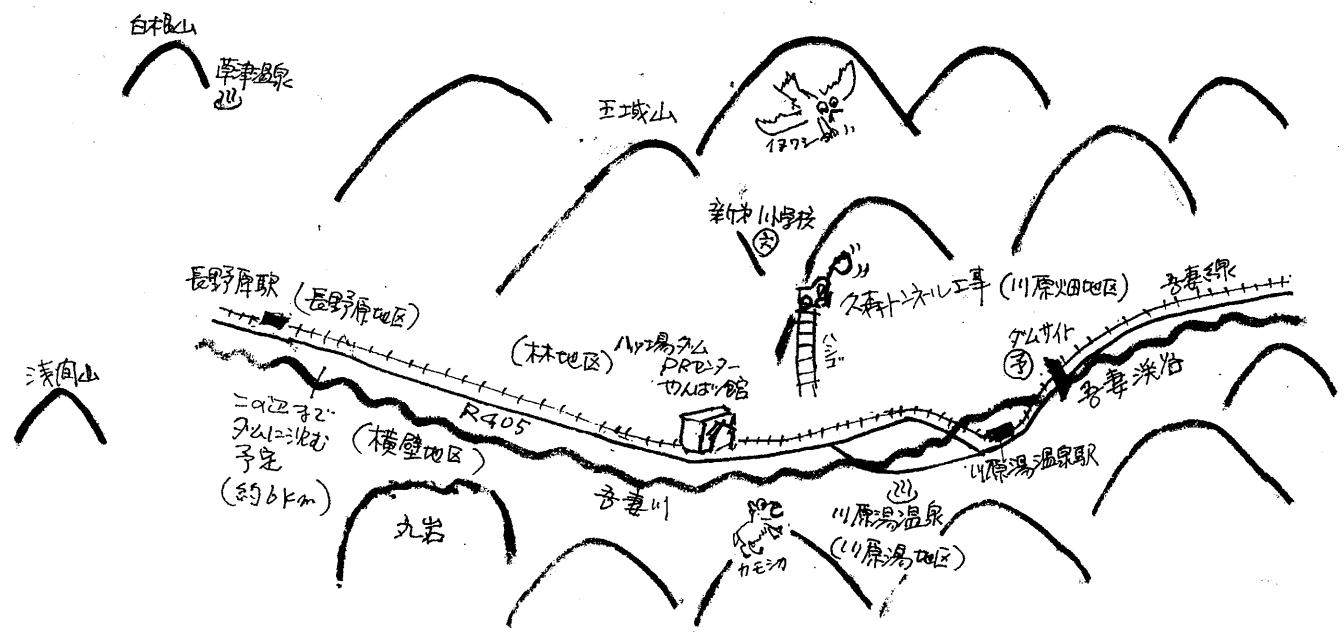 白根山
草津温泉
王城山
イヌワシ
新第一小学校
長野原駅
(長野原地区)
久森トンネル工事
(川原畑地区)
吾妻線
ハシゴ
ダムサイト
予
吾妻渓谷
(林地区)
八ッ場ダム
PRセンター
やんば館
浅間山
この辺まで
ダムに沈む
予定
(約6km)
(横壁地区)
R405
吾妻川
丸岩
カモシカ
川原湯温泉駅
川原湯温泉
(川原湯地区)